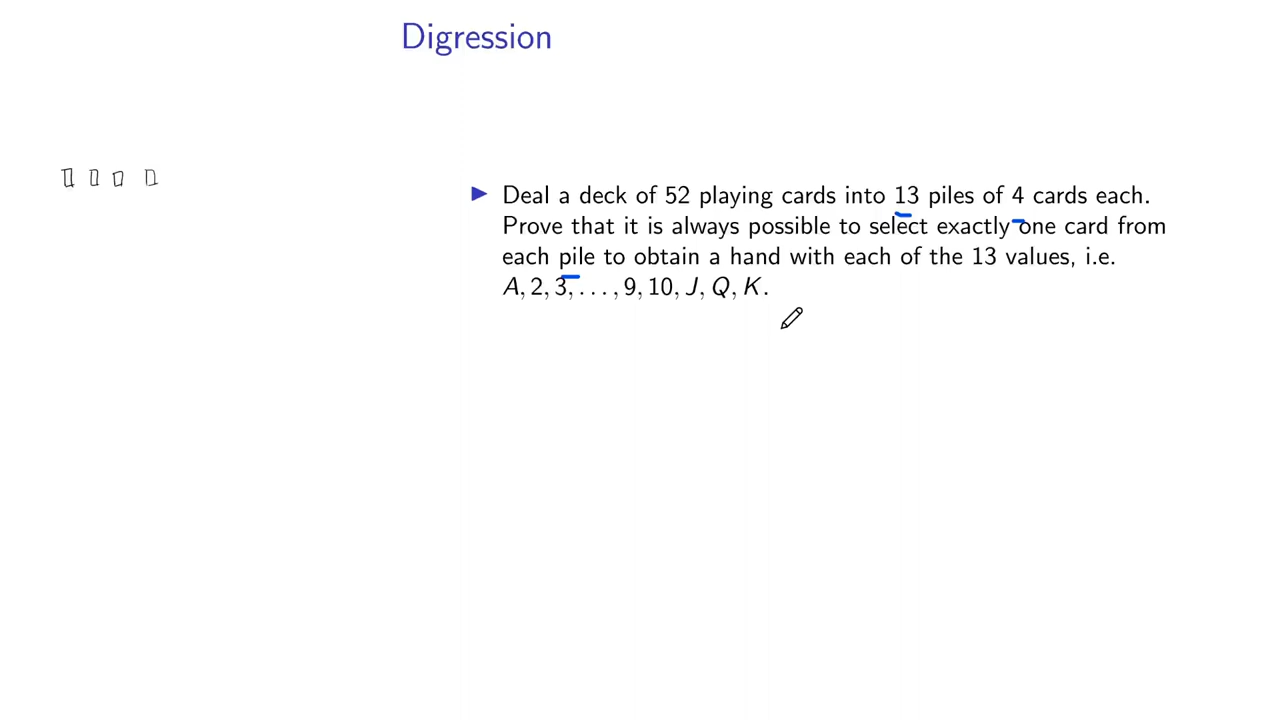 Digression
▶ Deal a deck of 52 playing cards into 13 piles of 4 cards each.
Prove that it is always possible to select exactly one card from
each pile to obtain a hand with each of the 13 values, i.e.
A, 2, 3, . . . , 9, 10, J, Q, K.